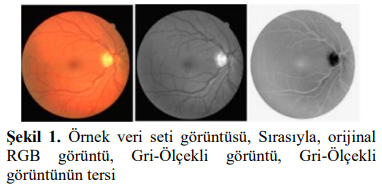 Şekil 1. Örnek veri seti görüntüsü, Sırasıyla, orijinal
RGB görüntü, Gri-Ölçekli görüntü, Gri-Ölçekli
görüntünün tersi